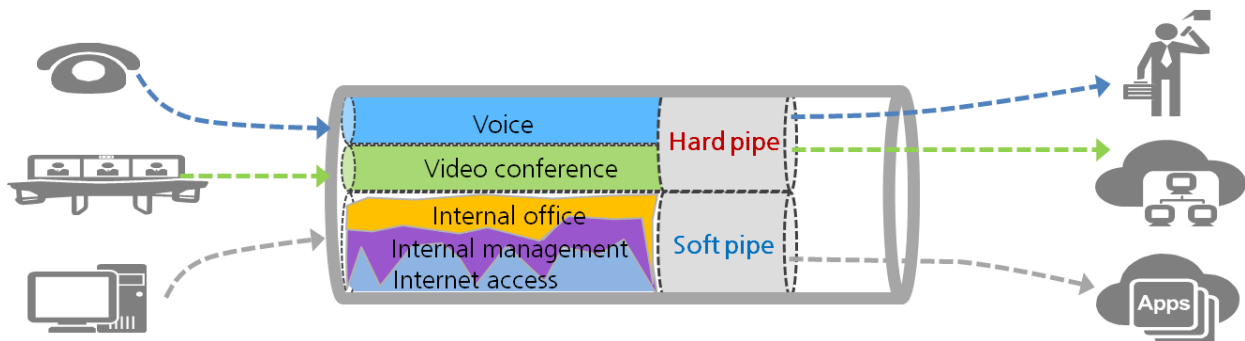 Voice
Hard pipe
Video conference
Internal office
Internal management
Soft pipe
Internet access
Apps